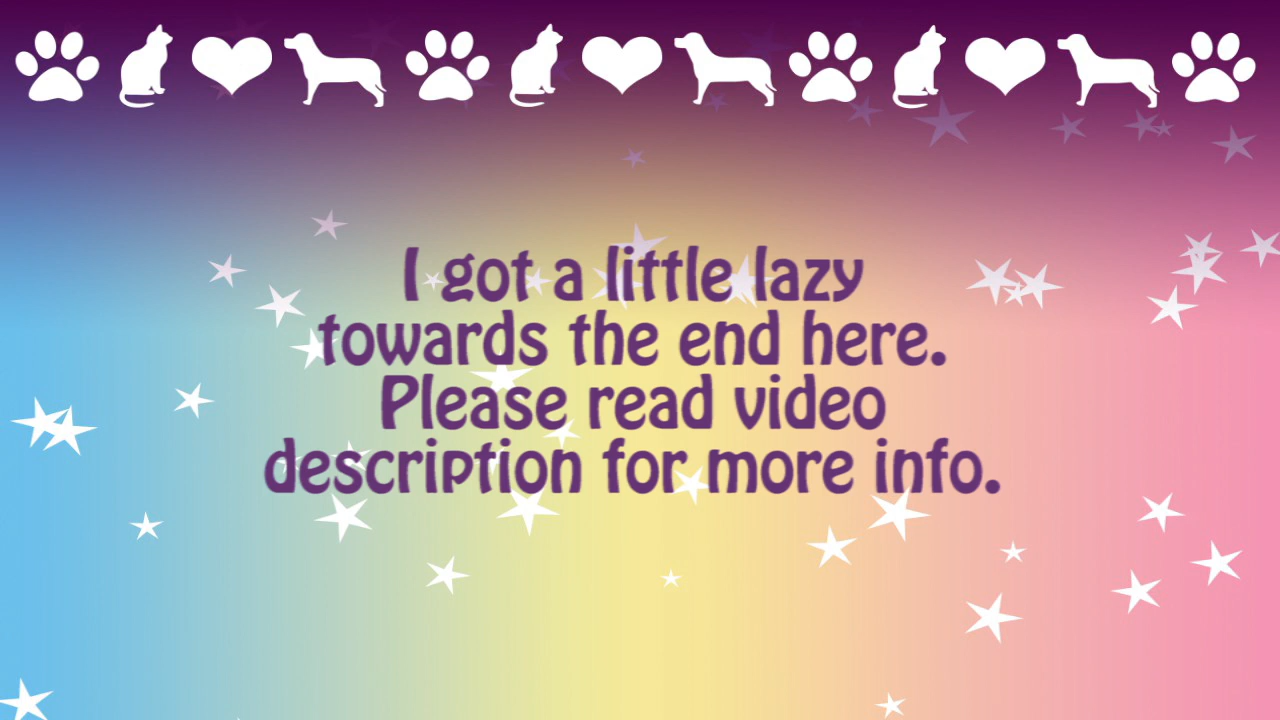 I got a little lazy
towards the end here.
Please read video
description for more info.